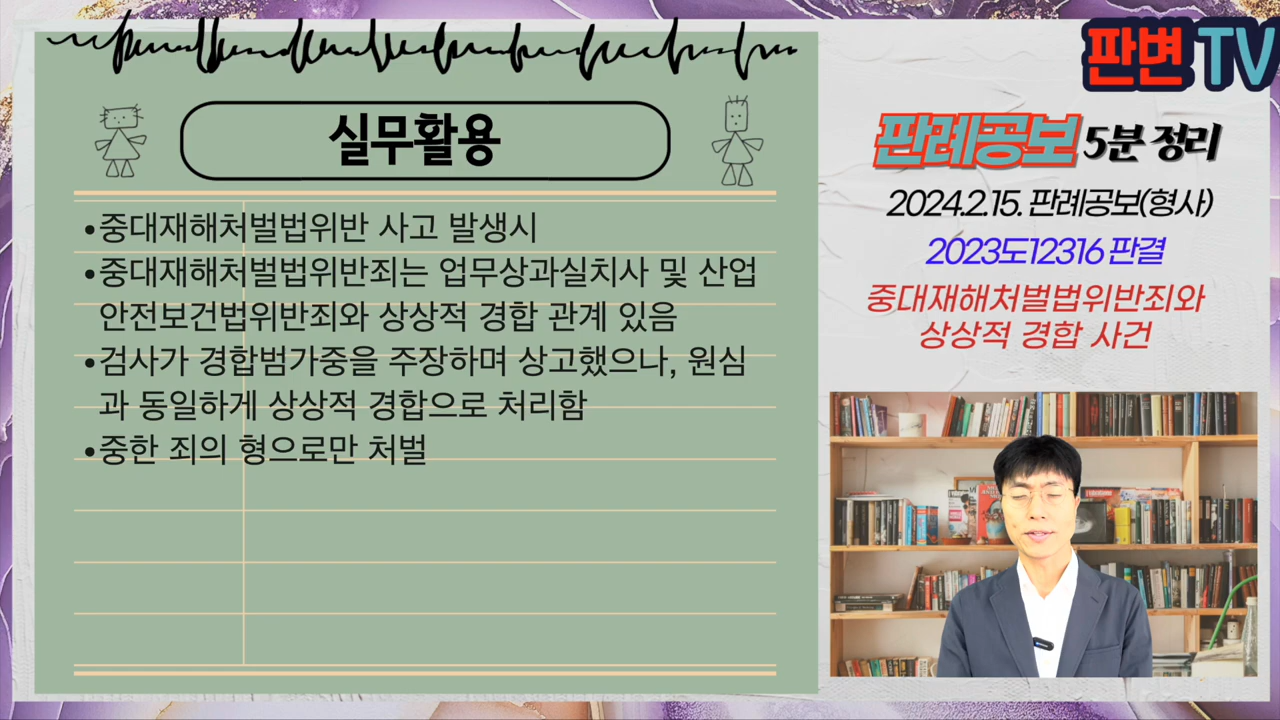 판변 TV
실무활용
•중대재해처벌법위반 사고 발생시
•중대재해처벌법위반죄는 업무상과실치사 및 산업
안전보건법위반죄와 상상적 경합 관계 있음
•검사가 경합범가중을 주장하며 상고했으나, 원심
과 동일하게 상상적 경합으로 처리함
•중한 죄의 형으로만 처벌
판례공보 5분 정리
2024.2.15. 판례공보(형사)
2023도12316 판결
중대재해처벌법위반죄와
상상적 경합 사건